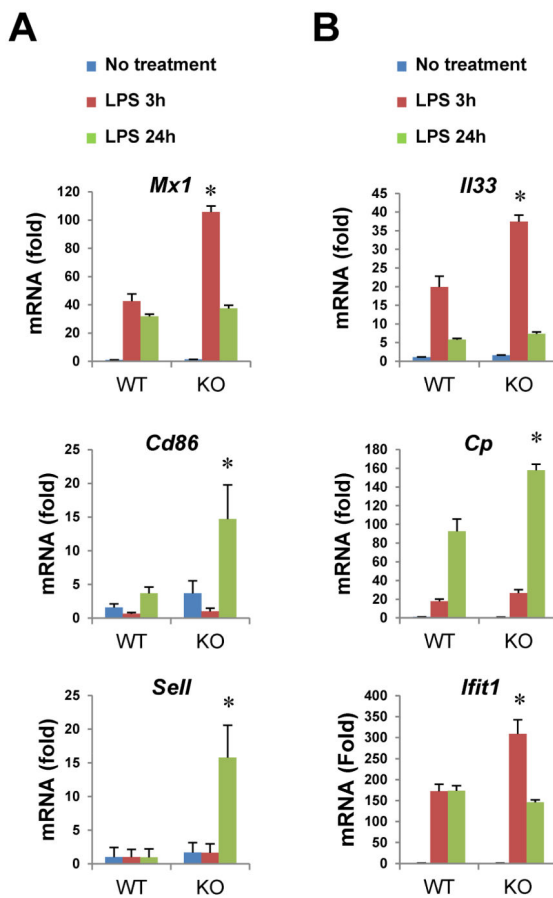 A
No treatment
LPS 3h
LPS 24h
Mx1
mRNA (fold)
120
100
80
60
40
20
0
*
WT KO
Cd86
mRNA (fold)
25
20
15
10
5
0
*
WT KO
Sell
mRNA (fold)
25
20
15
10
5
0
*
WT KO
B
No treatment
LPS 3h
LPS 24h
Il33
mRNA (fold)
45
40
35
30
25
20
15
10
5
0
*
WT KO
Cp
mRNA (fold)
180
160
140
120
100
80
60
40
20
0
*
WT KO
Ifit1
mRNA (Fold)
400
350
300
250
200
150
100
50
0
*
WT KO